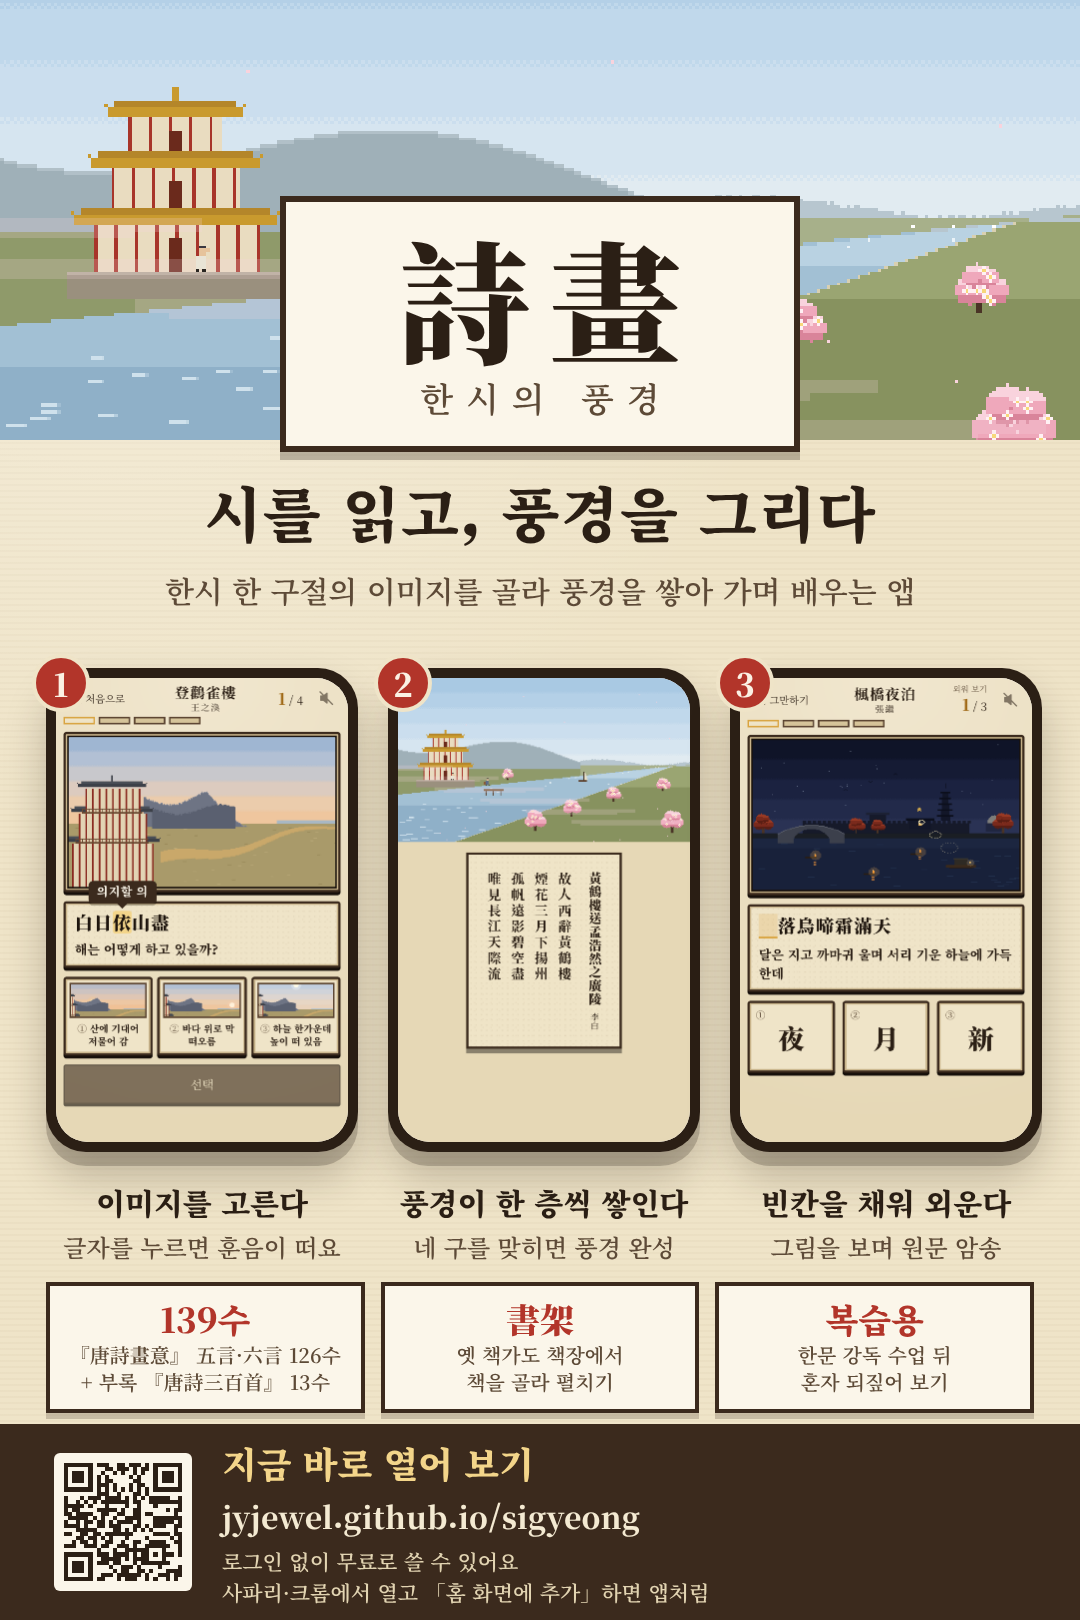 詩畫
한시의 풍경
시를 읽고, 풍경을 그리다
한시 한 구절의 이미지를 골라 풍경을 쌓아 가며 배우는 앱
1
처음으로
登鸛雀樓
王之渙
1 / 4
의지할 의
白日依山盡
해는 어떻게 하고 있을까?
① 산에 기대어
저물어 감
② 바다 위로 막
떠오름
③ 하늘 한가운데
높이 떠 있음
선택
이미지를 고른다
글자를 누르면 훈음이 떠요
2
黃鶴樓送孟浩然之廣陵 李白
故人西辭黃鶴樓
煙花三月下揚州
孤帆遠影碧空盡
唯見長江天際流
풍경이 한 층씩 쌓인다
네 구를 맞히면 풍경 완성
3
그만하기
楓橋夜泊
張繼
외워 보기
1 / 3
落烏啼霜滿天
달은 지고 까마귀 울며 서리 기운 하늘에 가득
한데
① 夜
② 月
③ 新
빈칸을 채워 외운다
그림을 보며 원문 암송
139수
『唐詩畫意』 五言·六言 126수
+ 부록 『唐詩三百首』 13수
書架
옛 책가도 책장에서
책을 골라 펼치기
복습용
한문 강독 수업 뒤
혼자 되짚어 보기
지금 바로 열어 보기
jyjewel.github.io/sigyeong
로그인 없이 무료로 쓸 수 있어요
사파리·크롬에서 열고 「홈 화면에 추가」하면 앱처럼